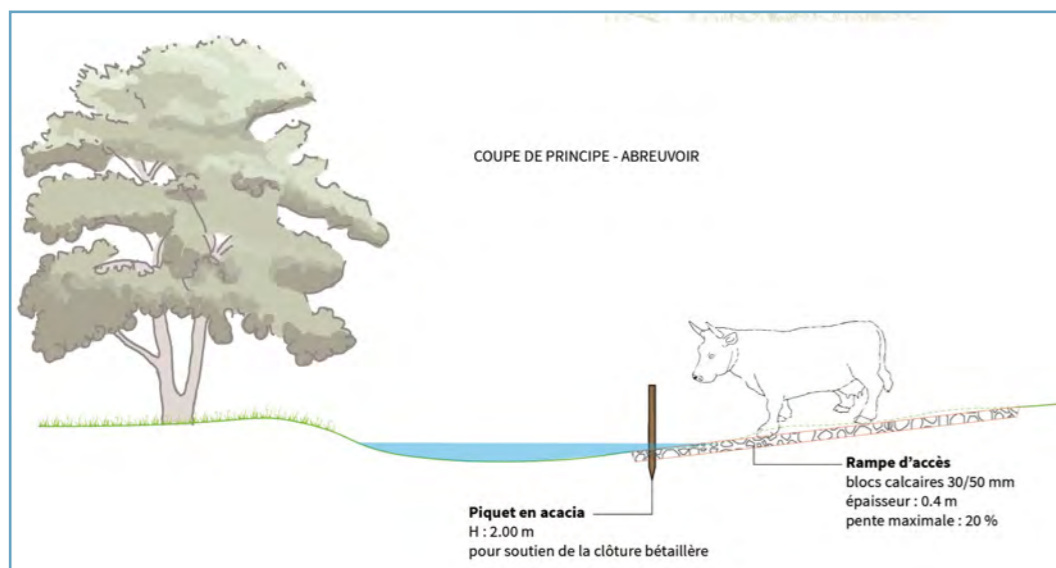 COUPE DE PRINCIPE - ABREUVOIR
Rampe d'accès
blocs calcaires 30/50 mm
épaisseur : 0.4 m
pente maximale : 20 %
Piquet en acacia
H : 2.00 m
pour soutien de la clôture bétaillère